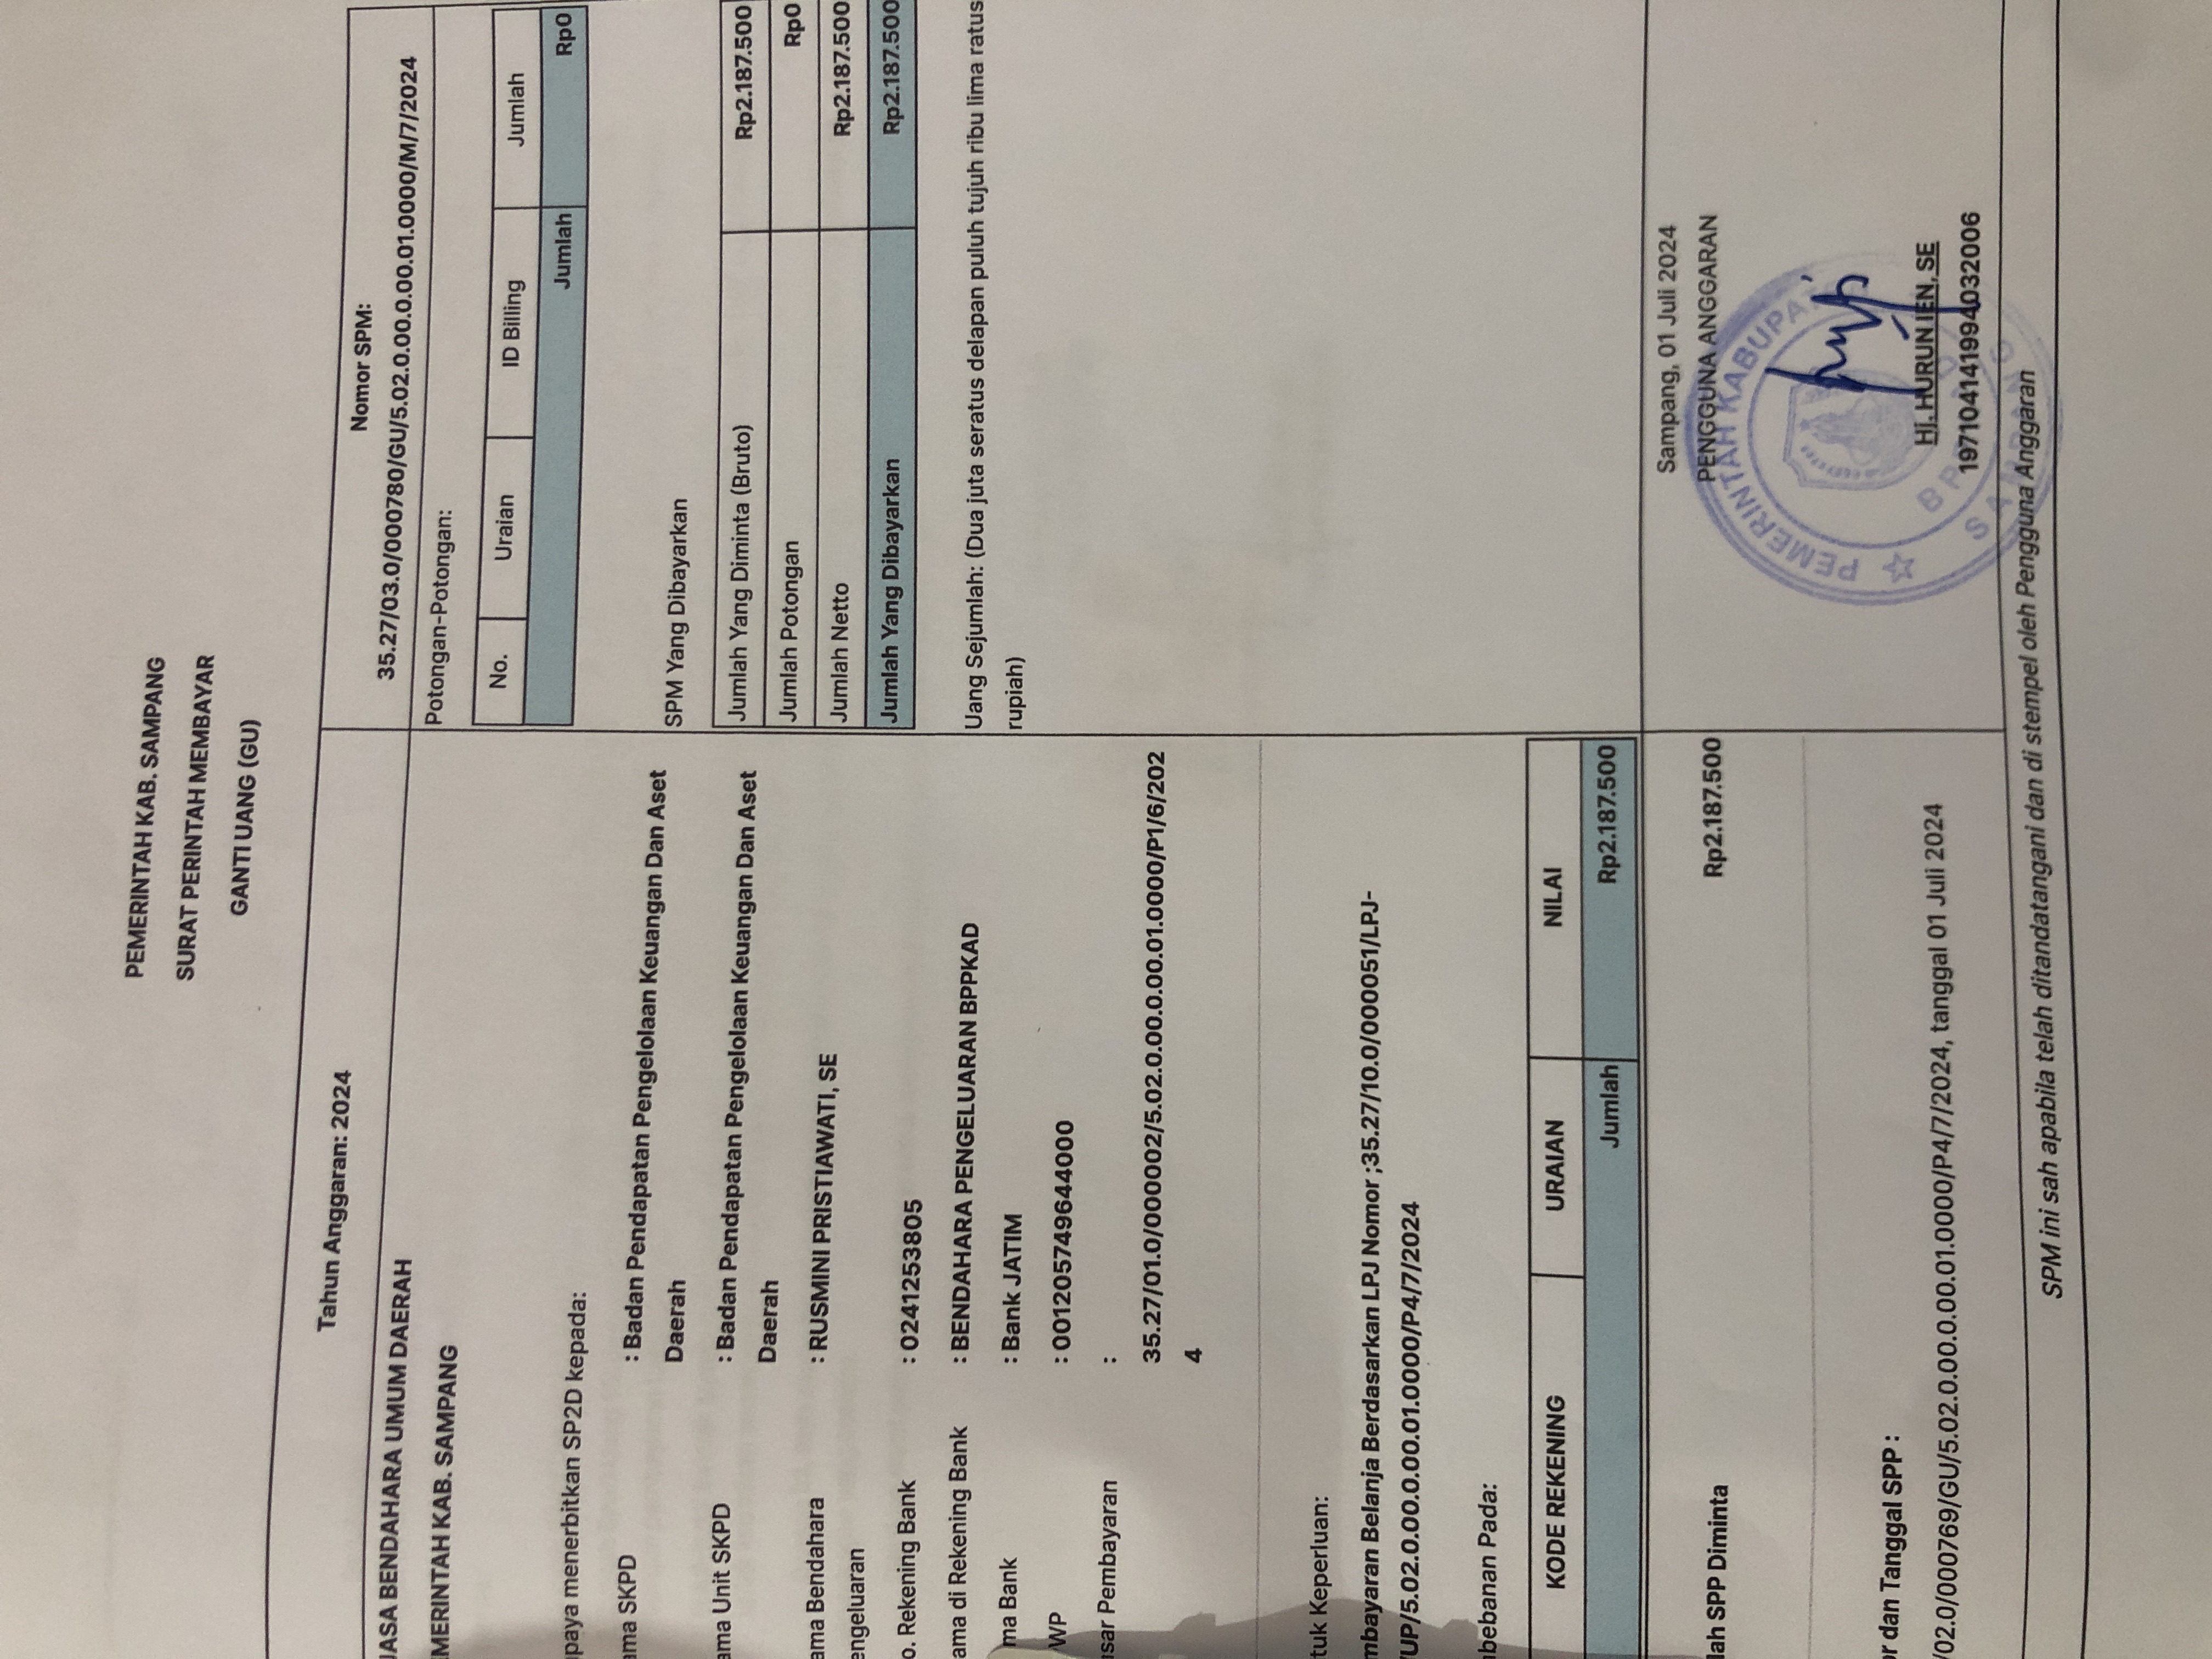 PEMERINTAH KAB. SAMPANG
SURAT PERINTAH MEMBAYAR
GANTI UANG (GU)
Tahun Anggaran: 2024
Nomor SPM:
35.27/03.0/000780/GU/5.02.0.00.0.00.01.0000/M/7/2024
JASA BENDAHARA UMUM DAERAH
EMERINTAH KAB. SAMPANG
paya menerbitkan SP2D kepada:
ama SKPD : Badan Pendapatan Pengelolaan Keuangan Dan Aset
Daerah
ama Unit SKPD : Badan Pendapatan Pengelolaan Keuangan Dan Aset
Daerah
ama Bendahara : RUSMINI PRISTIAWATI, SE
engeluaran
o. Rekening Bank : 0241253805
ama di Rekening Bank : BENDAHARA PENGELUARAN BPPKAD
ma Bank : Bank JATIM
WP : 001205749644000
sar Pembayaran :
35.27/01.0/000002/5.02.0.00.0.00.01.0000/P1/6/202
4
tuk Keperluan:
mbayaran Belanja Berdasarkan LPJ Nomor ;35.27/10.0/000051/LPJ-
UP/5.02.0.00.0.00.01.0000/P4/7/2024
bebanan Pada:
KODE REKENING URAIAN NILAI
Jumlah Rp2.187.500
lah SPP Diminta Rp2.187.500
r dan Tanggal SPP :
/02.0/000769/GU/5.02.0.00.0.00.01.0000/P4/7/2024, tanggal 01 Juli 2024
Potongan-Potongan:
No. Uraian ID Billing Jumlah
Jumlah Rp0
SPM Yang Dibayarkan
Jumlah Yang Diminta (Bruto) Rp2.187.500
Jumlah Potongan Rp0
Jumlah Netto Rp2.187.500
Jumlah Yang Dibayarkan Rp2.187.500
Uang Sejumlah: (Dua juta seratus delapan puluh tujuh ribu lima ratus
rupiah)
Sampang, 01 Juli 2024
PENGGUNA ANGGARAN
PEMERINTAH KABUPAT
SAMPANG
Hj. HURUN IEN, SE
197104141994032006
SPM ini sah apabila telah ditandatangani dan di stempel oleh Pengguna Anggaran